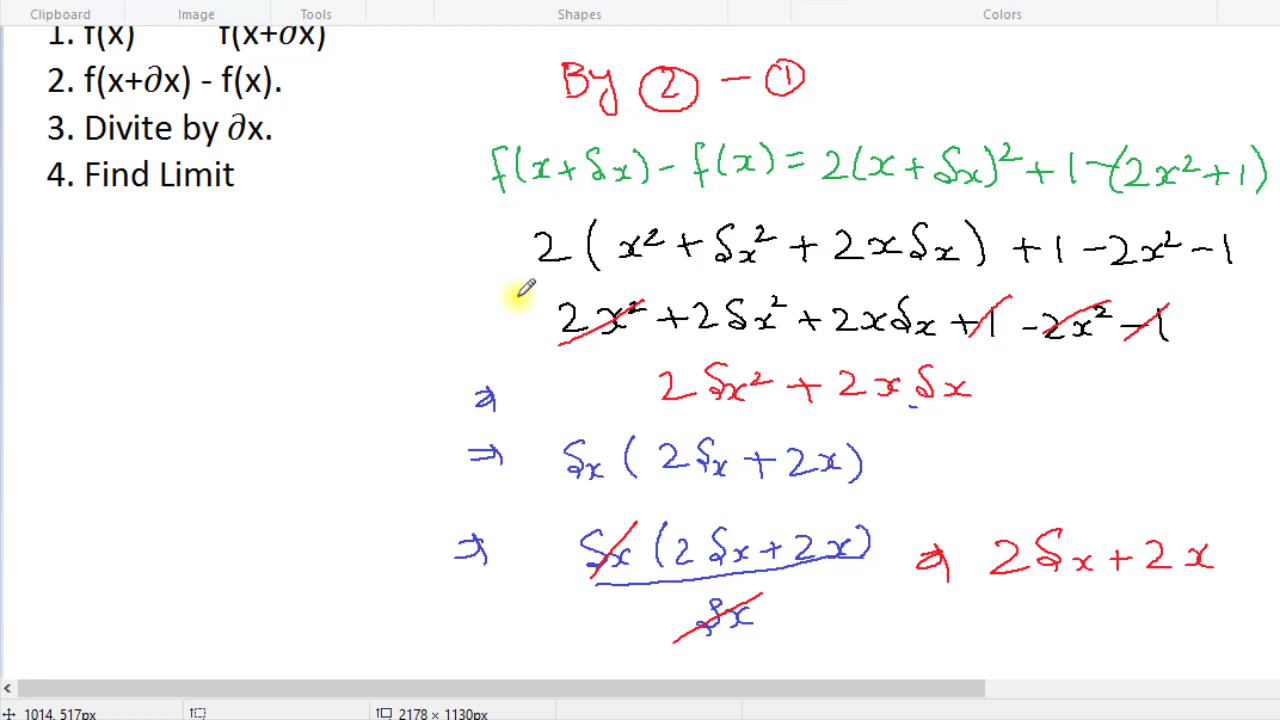 Clipboard Image Tools Shapes Colors
1. f(x) f(x+∂x)
2. f(x+∂x) - f(x).
3. Divite by ∂x.
4. Find Limit
By ② - ①
f(x+δx) - f(x) = 2(x+δx)² + 1 - (2x²+1)
2(x² + δx² + 2xδx) + 1 - 2x² - 1
2x² + 2δx² + 2xδx + 1 - 2x² - 1
⇒ 2δx² + 2xδx
⇒ δx(2δx + 2x)
⇒ δx(2δx + 2x) ⇒ 2δx + 2x
δx
1014, 517px 2178 × 1130px